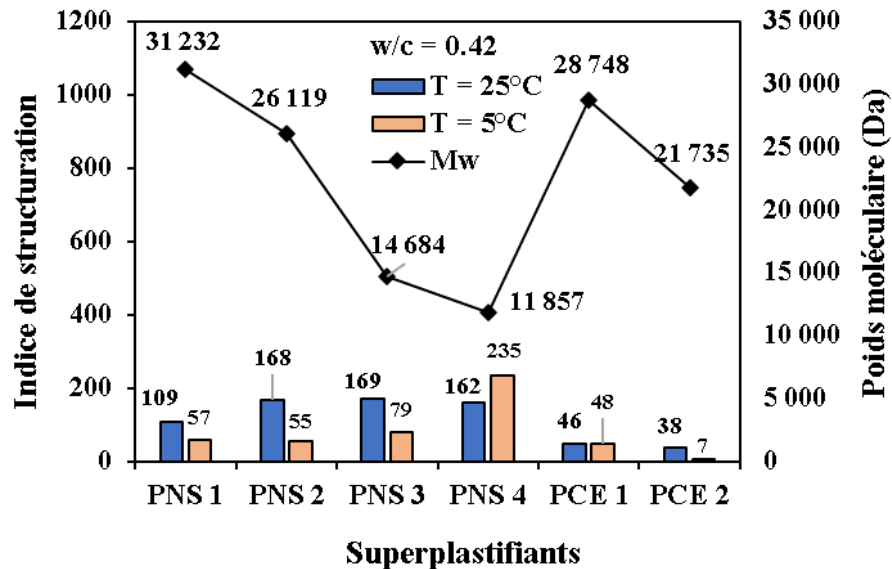 1200
1000
800
600
400
200
0
Indice de structuration
35 000
30 000
25 000
20 000
15 000
10 000
5 000
0
Poids moléculaire (Da)
w/c = 0.42
T = 25°C
T = 5°C
Mw
31 232
26 119
14 684
11 857
28 748
21 735
109
57
168
55
169
79
162
235
46
48
38
7
PNS 1
PNS 2
PNS 3
PNS 4
PCE 1
PCE 2
Superplastifiants